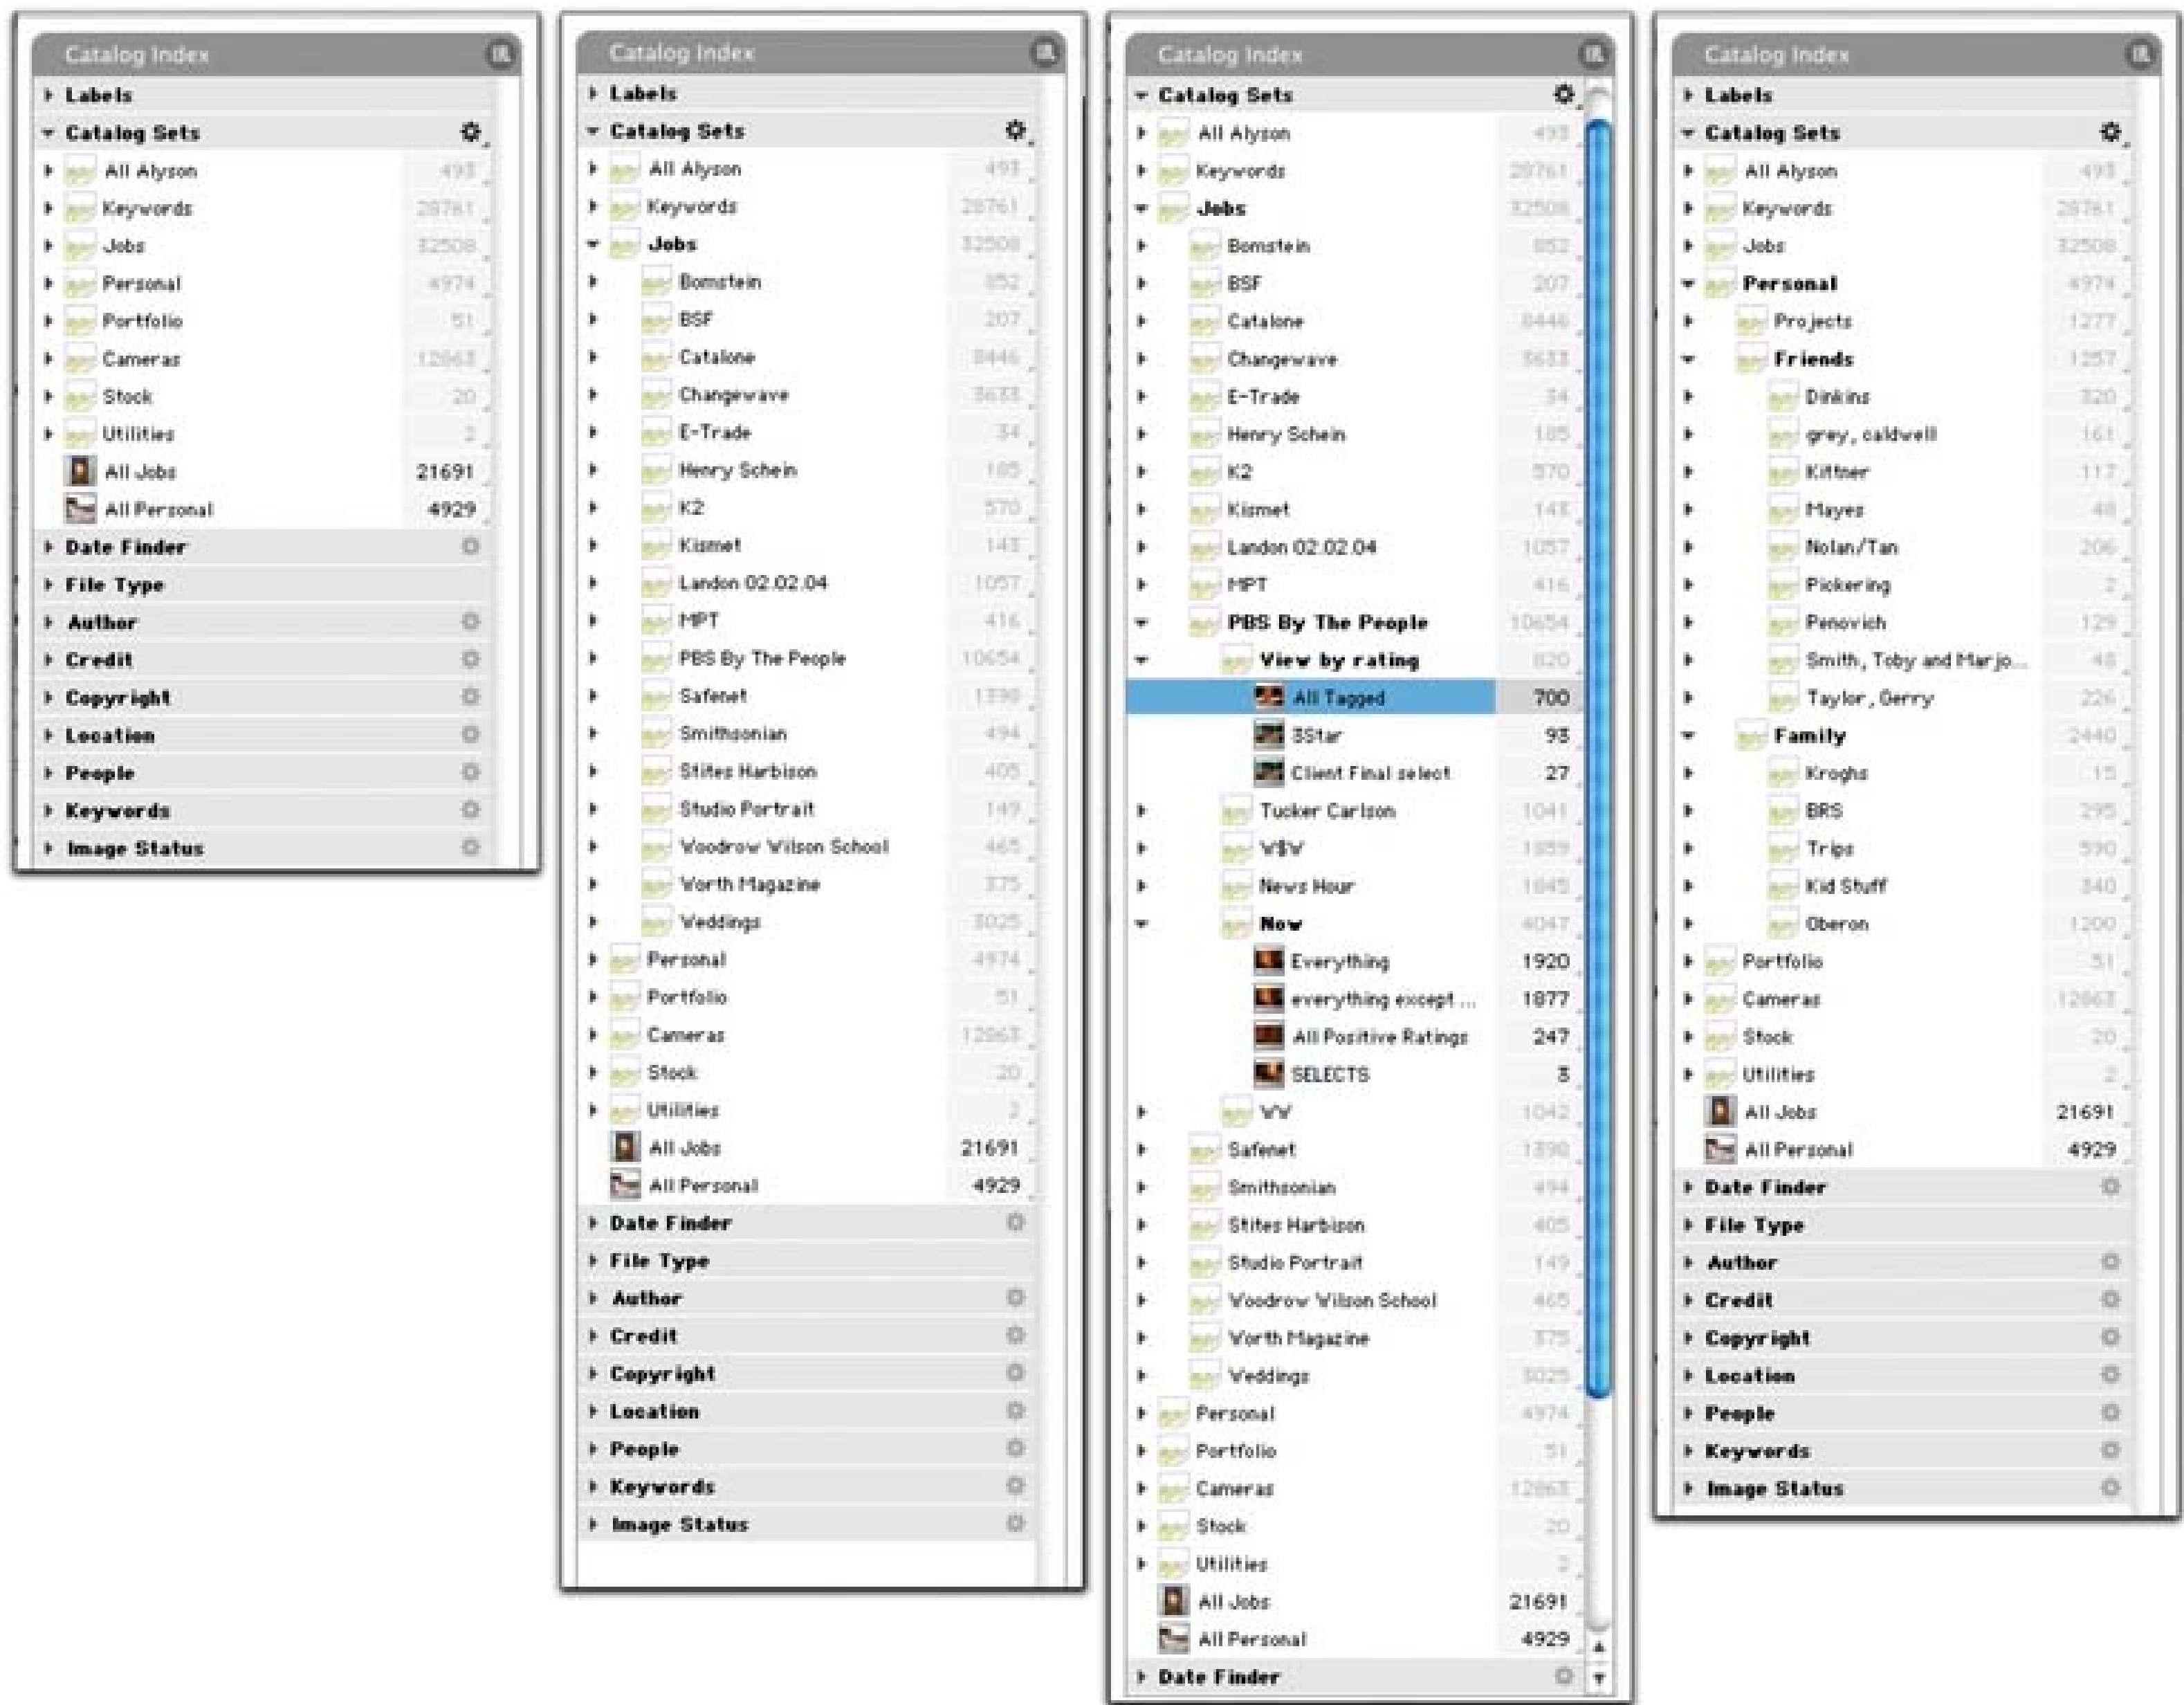 Catalog Index
Labels
Catalog Sets
All Alyson 493
Keywords 28761
Jobs 32508
Personal 4974
Portfolio 51
Cameras 12863
Stock 20
Utilities 2
All Jobs 21691
All Personal 4929
Date Finder
File Type
Author
Credit
Copyright
Location
People
Keywords
Image Status
Catalog Index
Labels
Catalog Sets
All Alyson 493
Keywords 28761
Jobs 32508
Bomstein 852
BSF 207
Catalone 8446
Changewave 3633
E-Trade 34
Henry Schein 185
K2 570
Kismet 143
Landon 02.02.04 1057
MPT 416
PBS By The People 10654
Safenet 1398
Smithsonian 494
Stites Harbison 405
Studio Portrait 149
Woodrow Wilson School 465
Worth Magazine 375
Weddings 3025
Personal 4974
Portfolio 51
Cameras 12863
Stock 20
Utilities 2
All Jobs 21691
All Personal 4929
Date Finder
File Type
Author
Credit
Copyright
Location
People
Keywords
Image Status
Catalog Index
Catalog Sets
All Alyson 493
Keywords 28761
Jobs 32508
Bomstein 852
BSF 207
Catalone 8446
Changewave 3633
E-Trade 34
Henry Schein 185
K2 570
Kismet 143
Landon 02.02.04 1057
MPT 416
PBS By The People 10654
View by rating 820
All Tagged 700
3Star 93
Client Final select 27
Tucker Carlson 1041
W$W 1859
News Hour 1845
Now 4047
Everything 1920
everything except ... 1877
All Positive Ratings 247
SELECTS 3
WW 1042
Safenet 1398
Smithsonian 494
Stites Harbison 405
Studio Portrait 149
Woodrow Wilson School 465
Worth Magazine 375
Weddings 3025
Personal 4974
Portfolio 51
Cameras 12863
Stock 20
Utilities 2
All Jobs 21691
All Personal 4929
Date Finder
Catalog Index
Labels
Catalog Sets
All Alyson 493
Keywords 28761
Jobs 32508
Personal 4974
Projects 1277
Friends 1257
Dinkins 320
grey, caldwell 161
Kittner 117
Mayes 48
Nolan/Tan 206
Pickering 2
Penovich 129
Smith, Toby and Marjo... 48
Taylor, Gerry 226
Family 2440
Kroghs 15
BRS 295
Trips 590
Kid Stuff 340
Oberon 1200
Portfolio 51
Cameras 12863
Stock 20
Utilities 2
All Jobs 21691
All Personal 4929
Date Finder
File Type
Author
Credit
Copyright
Location
People
Keywords
Image Status